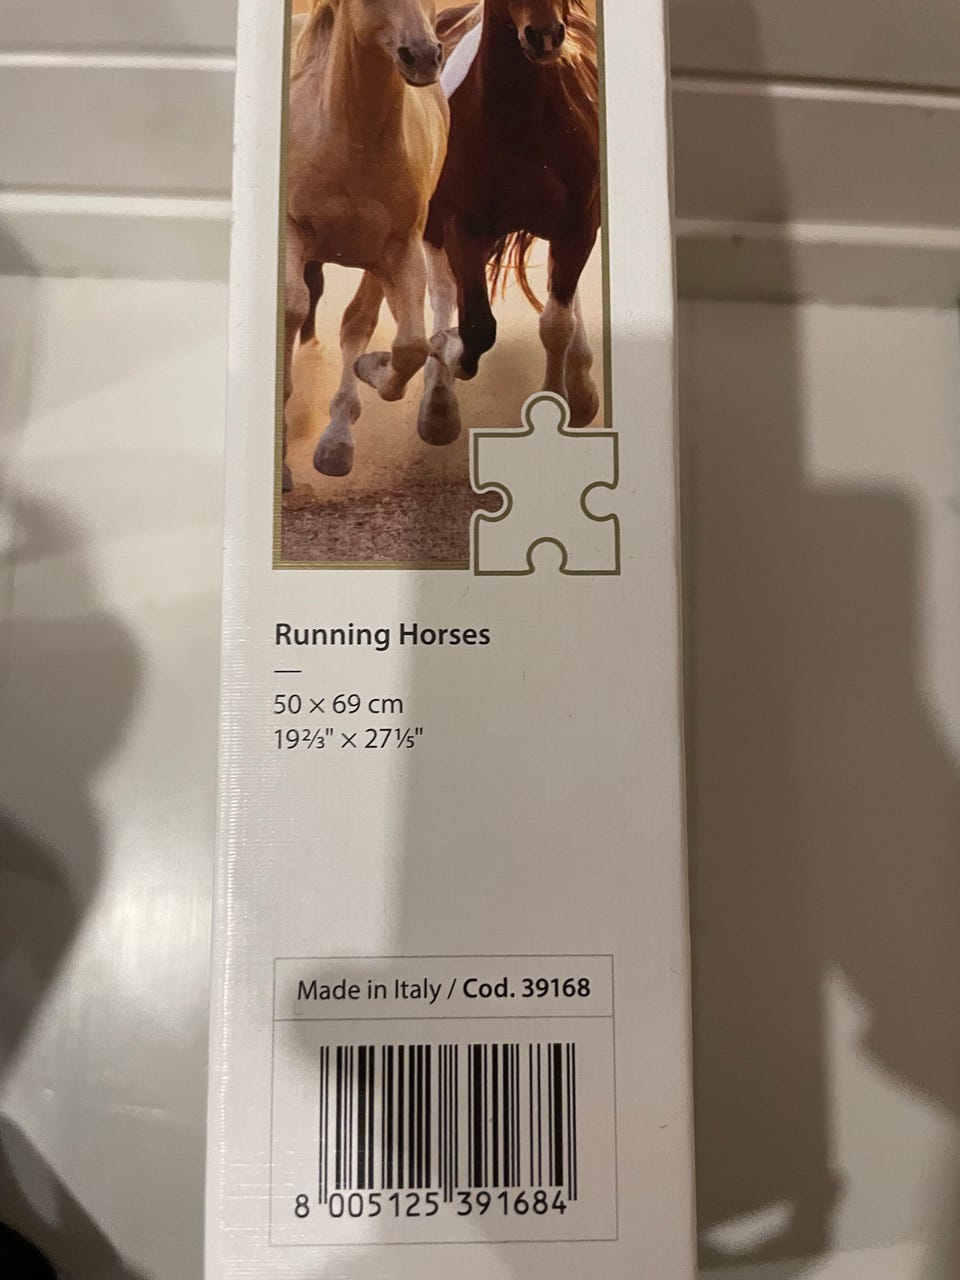 Running Horses
50 × 69 cm
19⅔" × 27⅕"
Made in Italy / Cod. 39168
8 005125 391684